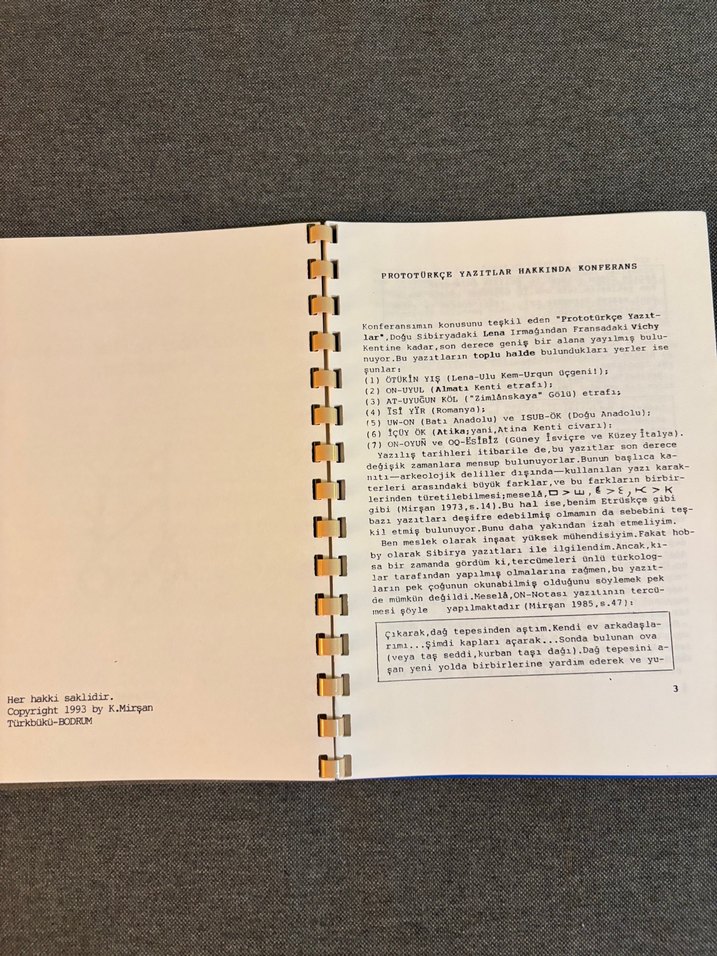 Her hakki saklidir.
Copyright 1993 by K.Mirşan
Türkbükü-BODRUM
PROTOTÜRKÇE YAZITLAR HAKKINDA KONFERANS
Konferansımın konusunu teşkil eden "Prototürkçe Yazıt-
lar",Doğu Sibiryadaki Lena Irmağından Fransadaki Vichy
Kentine kadar,son derece geniş bir alana yayılmış bulu-
nuyor.Bu yazıtların toplu halde bulundukları yerler ise
şunlar:
(1) ÖTÜKİN YIŞ (Lena-Ulu Kem-Urqun üçgeni!);
(2) ON-UYUL (Almatı Kenti etrafı);
(3) AT-UYUĞUN KÖL ("Zimlânskaya" Gölü) etrafı;
(4) İSİ YİR (Romanya);
(5) UW-ON (Batı Anadolu) ve ISUB-ÖK (Doğu Anadolu);
(6) İÇÜY ÖK (Atika;yani,Atina Kenti civarı);
(7) ON-OYUÑ ve OQ-ËSİBİZ (Güney İsviçre ve Küzey İtalya).
Yazılış tarihleri itibarile de,bu yazıtlar son derece
değişik zamanlara mensup bulunuyorlar.Bunun başlıca ka-
nıtı—arkeolojik deliller dışında—kullanılan yazı karak-
terleri arasındaki büyük farklar,ve bu farkların birbir-
lerinden türetilebilmesi;meselâ,
gibi (Mirşan 1973,s.14).Bu hal ise,benim Etrüskçe gibi
bazı yazıtları deşifre edebilmiş olmamın da sebebini teş-
kil etmiş bulunuyor.Bunu daha yakından izah etmeliyim.
Ben meslek olarak inşaat yüksek mühendisiyim.Fakat hob-
by olarak Sibirya yazıtları ile ilgilendim.Ancak,kı-
sa bir zamanda gördüm ki,tercümeleri ünlü türkolog-
lar tarafından yapılmış olmalarına rağmen,bu yazıt-
ların pek çoğunun okunabilmiş olduğunu söylemek pek
de mümkün değildi.Meselâ,ON-Notası yazıtının tercü-
mesi şöyle yapılmaktadır (Mirşan 1985,s.47):
Çıkarak,dağ tepesinden aştım.Kendi ev arkadaşla-
rımı...Şimdi kapları açarak...Sonda bulunan ova
(veya taş seddi,kurban taşı dağı).Dağ tepesini a-
şan yeni yolda birbirlerine yardım ederek ve yu-
3